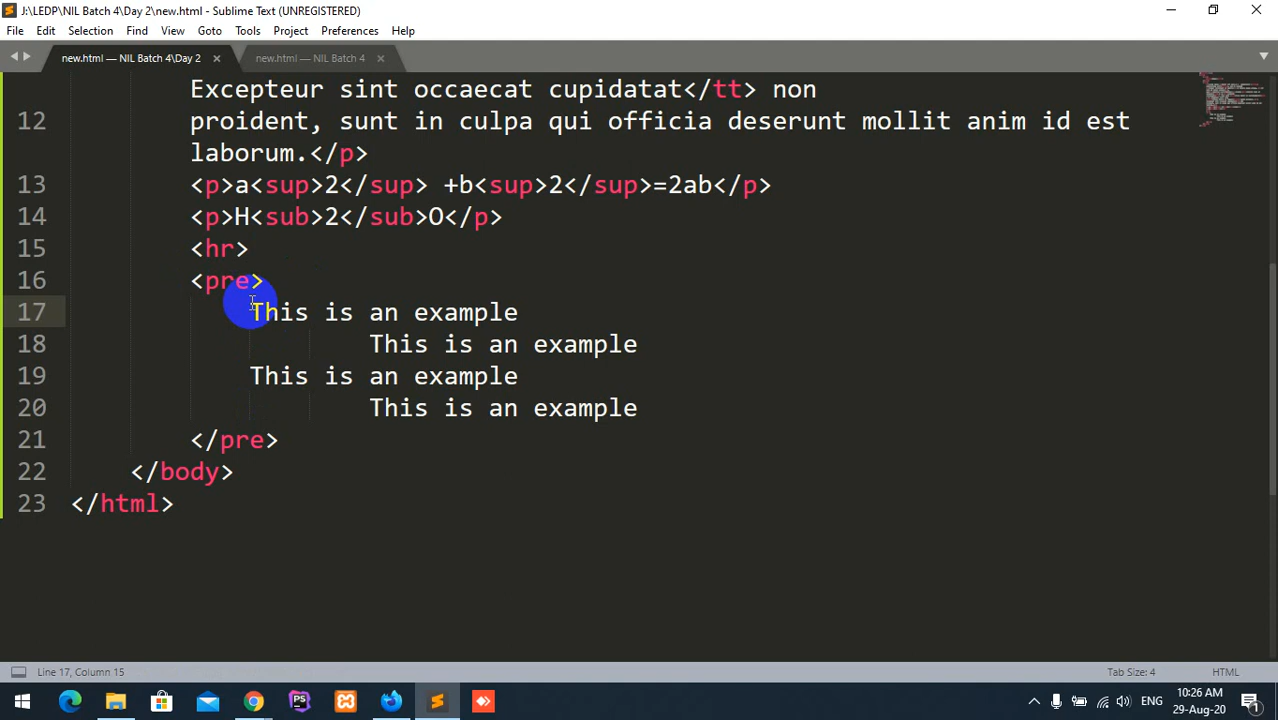 J:\LEDP\NIL Batch 4\Day 2\new.html - Sublime Text (UNREGISTERED)
File Edit Selection Find View Goto Tools Project Preferences Help
new.html — NIL Batch 4\Day 2 × new.html — NIL Batch 4 ×
Excepteur sint occaecat cupidatat</tt> non
12 proident, sunt in culpa qui officia deserunt mollit anim id est
laborum.</p>
13 <p>a<sup>2</sup> +b<sup>2</sup>=2ab</p>
14 <p>H<sub>2</sub>O</p>
15 <hr>
16 <pre>
17 This is an example
18 This is an example
19 This is an example
20 This is an example
21 </pre>
22 </body>
23 </html>
Line 17, Column 15 Tab Size: 4 HTML
ENG 10:26 AM
29-Aug-20